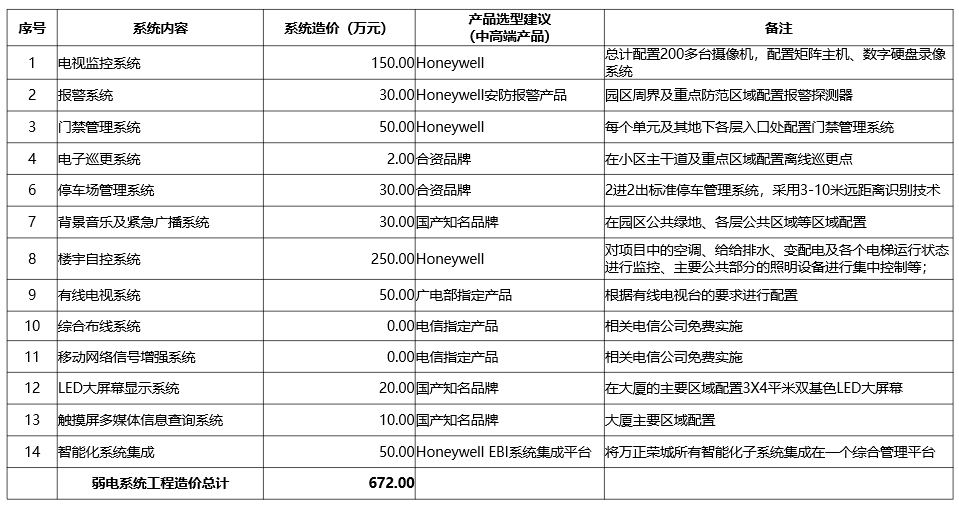 序号 系统内容 系统造价（万元） 产品选型建议（中高端产品） 备注
1 电视监控系统 150.00 Honeywell 总计配置200多台摄像机，配置矩阵主机、数字硬盘录像系统
2 报警系统 30.00 Honeywell安防报警产品 园区周界及重点防范区域配置报警探测器
3 门禁管理系统 50.00 Honeywell 每个单元及其地下各层入口处配置门禁管理系统
4 电子巡更系统 2.00 合资品牌 在小区主干道及重点区域配置离线巡更点
6 停车场管理系统 30.00 合资品牌 2进2出标准停车管理系统，采用3-10米远距离识别技术
7 背景音乐及紧急广播系统 30.00 国产知名品牌 在园区公共绿地、各层公共区域等区域配置
8 楼宇自控系统 250.00 Honeywell 对项目中的空调、给给排水、变配电及各个电梯运行状态进行监控、主要公共部分的照明设备进行集中控制等；
9 有线电视系统 50.00 广电部指定产品 根据有线电视台的要求进行配置
10 综合布线系统 0.00 电信指定产品 相关电信公司免费实施
11 移动网络信号增强系统 0.00 电信指定产品 相关电信公司免费实施
12 LED大屏幕显示系统 20.00 国产知名品牌 在大厦的主要区域配置3X4平米双基色LED大屏幕
13 触摸屏多媒体信息查询系统 10.00 国产知名品牌 大厦主要区域配置
14 智能化系统集成 50.00 Honeywell EBI系统集成平台 将万正荣城所有智能化子系统集成在一个综合管理平台
弱电系统工程造价总计 672.00